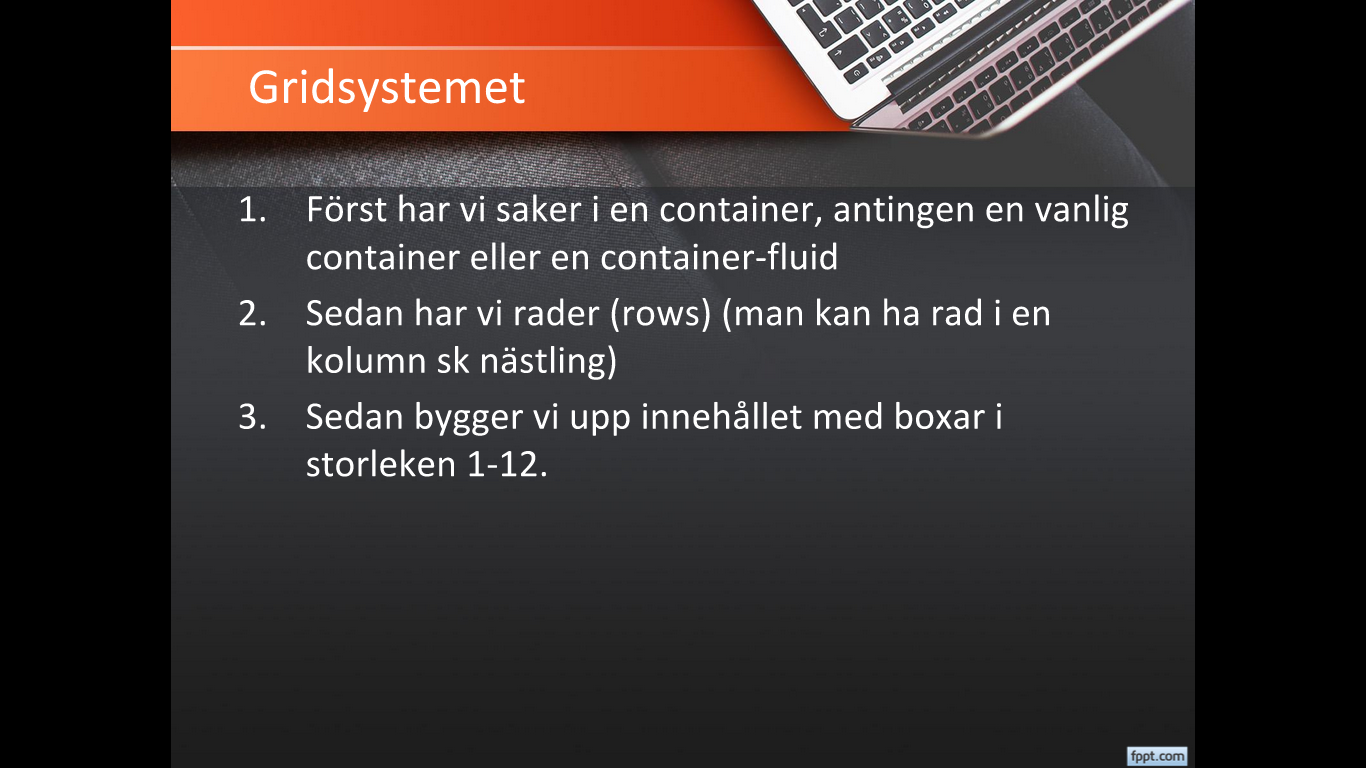 Gridsystemet
1. Först har vi saker i en container, antingen en vanlig
container eller en container-fluid
2. Sedan har vi rader (rows) (man kan ha rad i en
kolumn sk nästling)
3. Sedan bygger vi upp innehållet med boxar i
storleken 1-12.
fppt.com